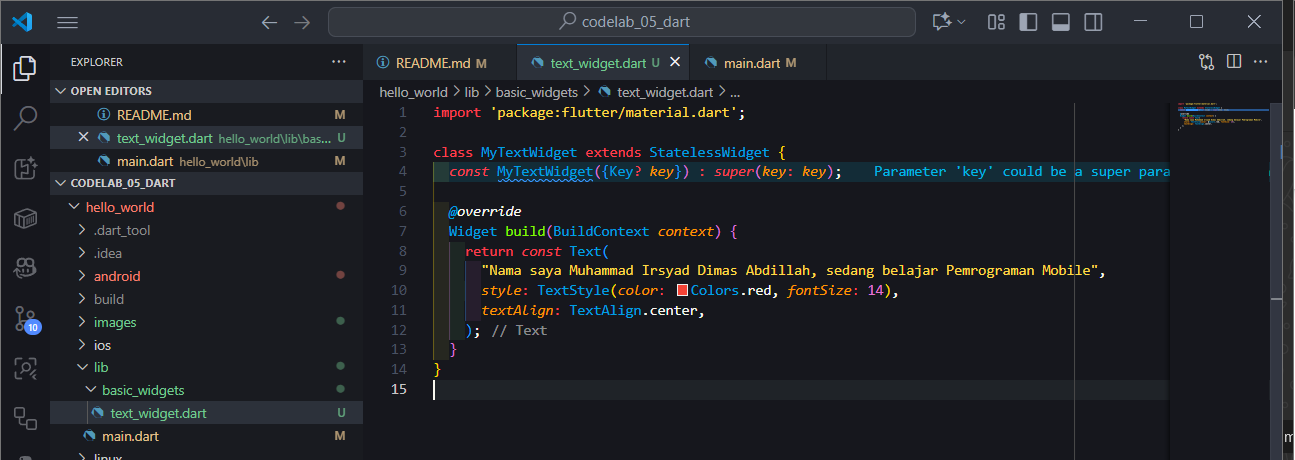 codelab_05_dart
EXPLORER
README.md M
text_widget.dart U
main.dart M
OPEN EDITORS
hello_world > lib > basic_widgets > text_widget.dart > ...
README.md M
text_widget.dart hello_world\lib\bas... U
main.dart hello_world\lib M
CODELAB_05_DART
hello_world
.dart_tool
.idea
android
build
images
ios
lib
basic_widgets
text_widget.dart U
main.dart M
linux
10
1 import 'package:flutter/material.dart';
2
3 class MyTextWidget extends StatelessWidget {
4 const MyTextWidget({Key? key}) : super(key: key); Parameter 'key' could be a super para
5
6 @override
7 Widget build(BuildContext context) {
8 return const Text(
9 "Nama saya Muhammad Irsyad Dimas Abdillah, sedang belajar Pemrograman Mobile",
10 style: TextStyle(color: Colors.red, fontSize: 14),
11 textAlign: TextAlign.center,
12 ); // Text
13 }
14 }
15